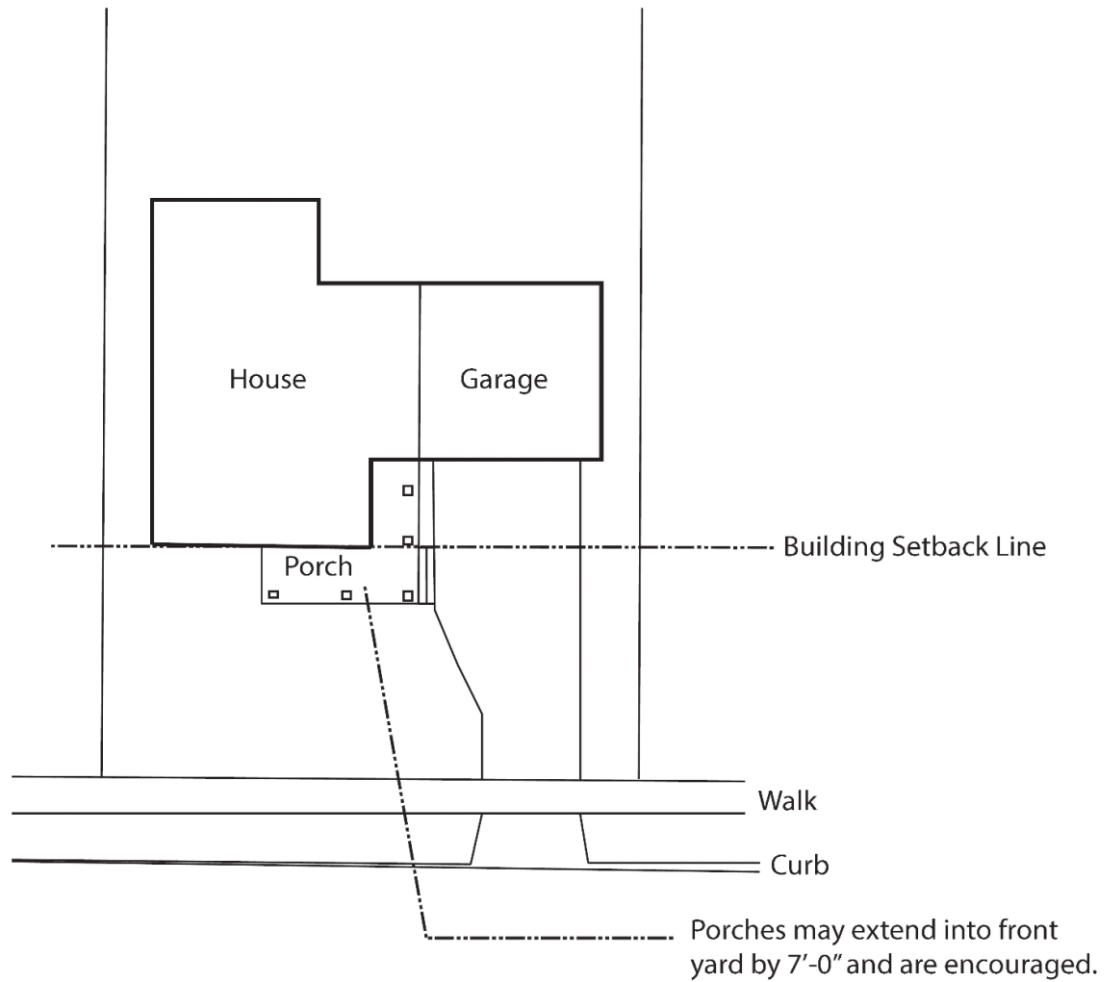 House
Garage
Building Setback Line
Porch
Walk
Curb
Porches may extend into front
yard by 7’-0” and are encouraged.